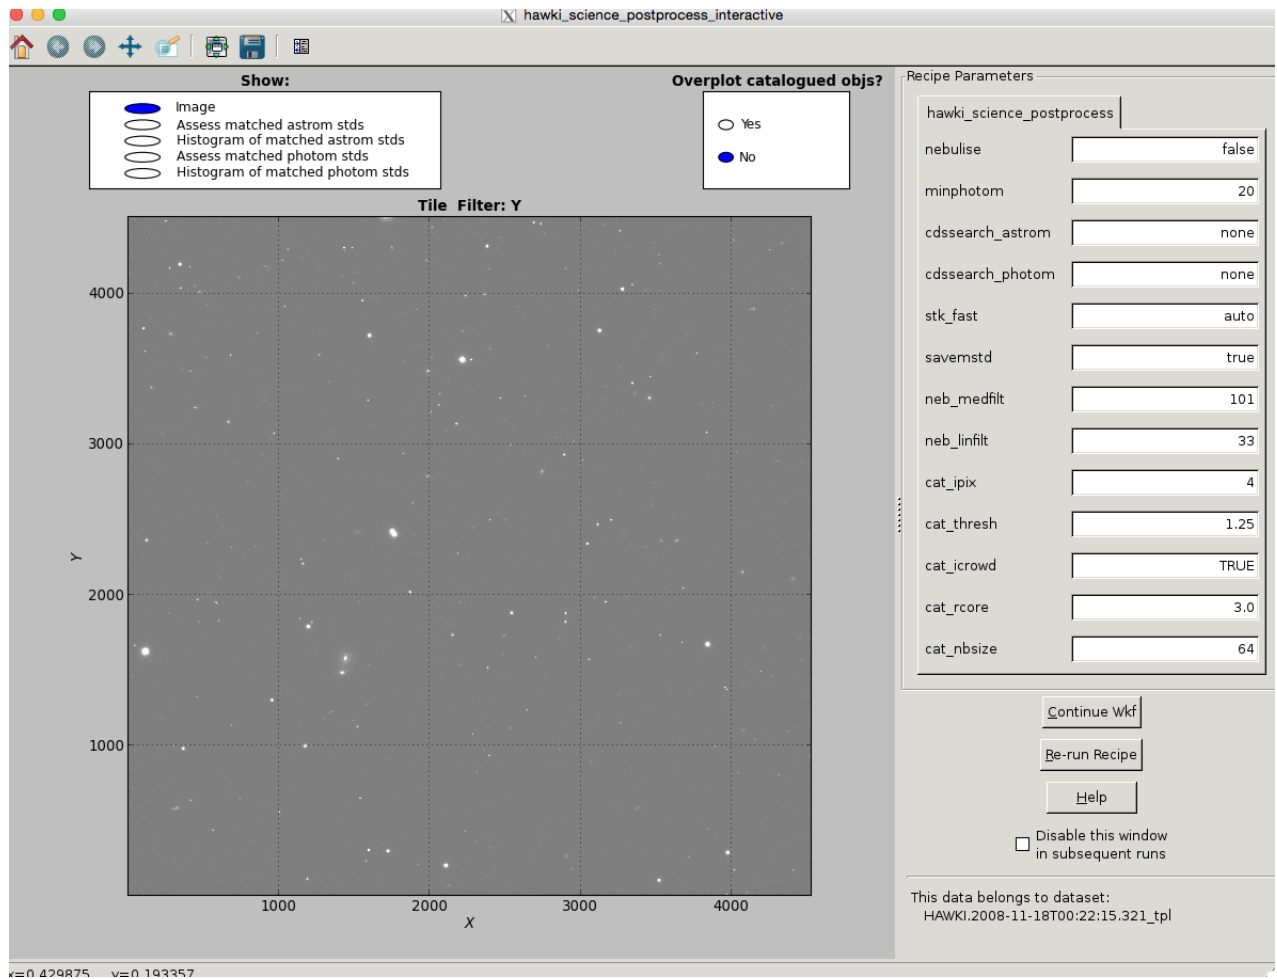 hawki_science_postprocess_interactive
Show:
Image
Assess matched astrom stds
Histogram of matched astrom stds
Assess matched photom stds
Histogram of matched photom stds
Overplot catalogued objs?
Yes
No
Tile Filter: Y
4000
3000
2000
1000
Y
1000 2000 3000 4000
X
Recipe Parameters
hawki_science_postprocess
nebulise false
minphotom 20
cdssearch_astrom none
cdssearch_photom none
stk_fast auto
savemstd true
neb_medfilt 101
neb_linfilt 33
cat_ipix 4
cat_thresh 1.25
cat_icrowd TRUE
cat_rcore 3.0
cat_nbsize 64
Continue Wkf
Re-run Recipe
Help
Disable this window
in subsequent runs
This data belongs to dataset:
HAWKI.2008-11-18T00:22:15.321_tpl
x=0.429875 y=0.193357